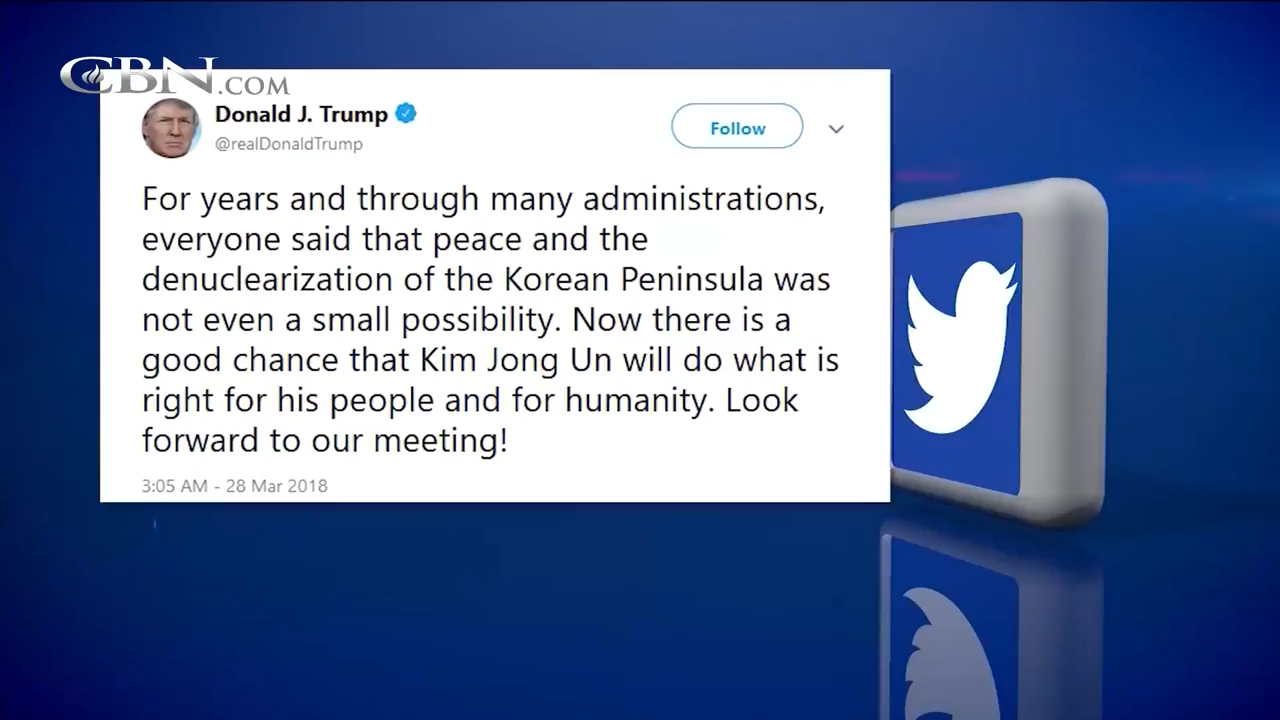 CBN.COM
Donald J. Trump
@realDonaldTrump
Follow
For years and through many administrations,
everyone said that peace and the
denuclearization of the Korean Peninsula was
not even a small possibility. Now there is a
good chance that Kim Jong Un will do what is
right for his people and for humanity. Look
forward to our meeting!
3:05 AM - 28 Mar 2018